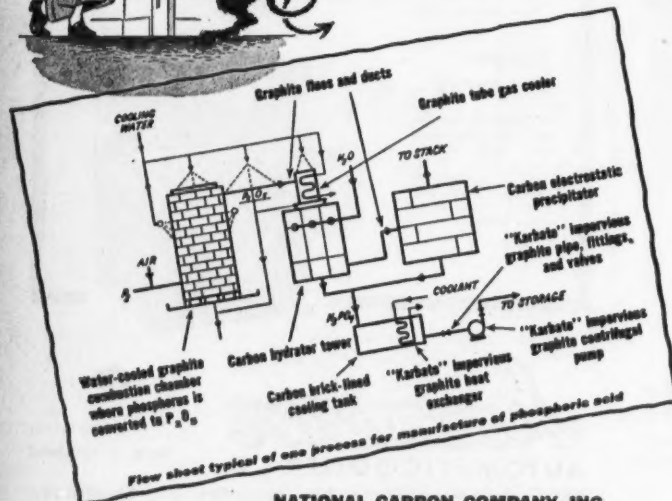 Graphite flues and ducts
Graphite tube gas cooler
COOLING
WATER
H₂O
TO STACK
P₂O₅
Carbon electrostatic
precipitator
"Karbate" impervious
graphite pipe, fittings,
and valves
AIR
COOLANT
TO STORAGE
H₃PO₄
Water-cooled graphite
combustion chamber
where phosphorus is
converted to P₂O₅
Carbon hydrator tower
Carbon brick-lined
cooling tank
"Karbate" impervious
graphite heat
exchanger
"Karbate" impervious
graphite centrifugal
pump
Flow sheet typical of one process for manufacture of phosphoric acid
NATIONAL CARBON COMPANY, INC.